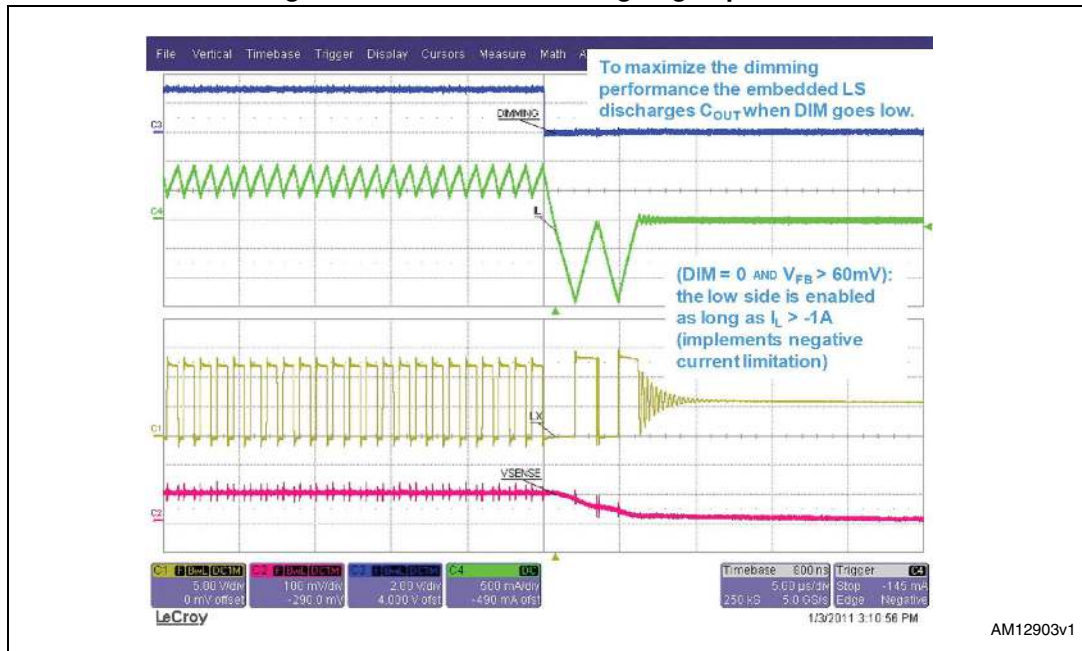 File Vertical Timebase Trigger Display Cursors Measure Math A
To maximize the dimming
performance the embedded LS
discharges COUT when DIM goes low.
DIMMING
C3
C4
IL
(DIM = 0 AND VFB > 60mV):
the low side is enabled
as long as IL > -1A
(implements negative
current limitation)
LX
C1
VSENSE
C2
C1 F BwL DC1M
5.00 V/div
0 mV offset
C2 F BwL DC1M
100 mV/div
-290.0 mV
C3
2.00 V/div
4.000 V ofst
C4 DC
500 mA/div
-490 mA ofst
Timebase
5.00 µs/div
250 kS 5.0 GS/s
Trigger C4
Stop -145 mA
Edge Negative
LeCroy
1/3/2011 3:10:56 PM
AM12903v1